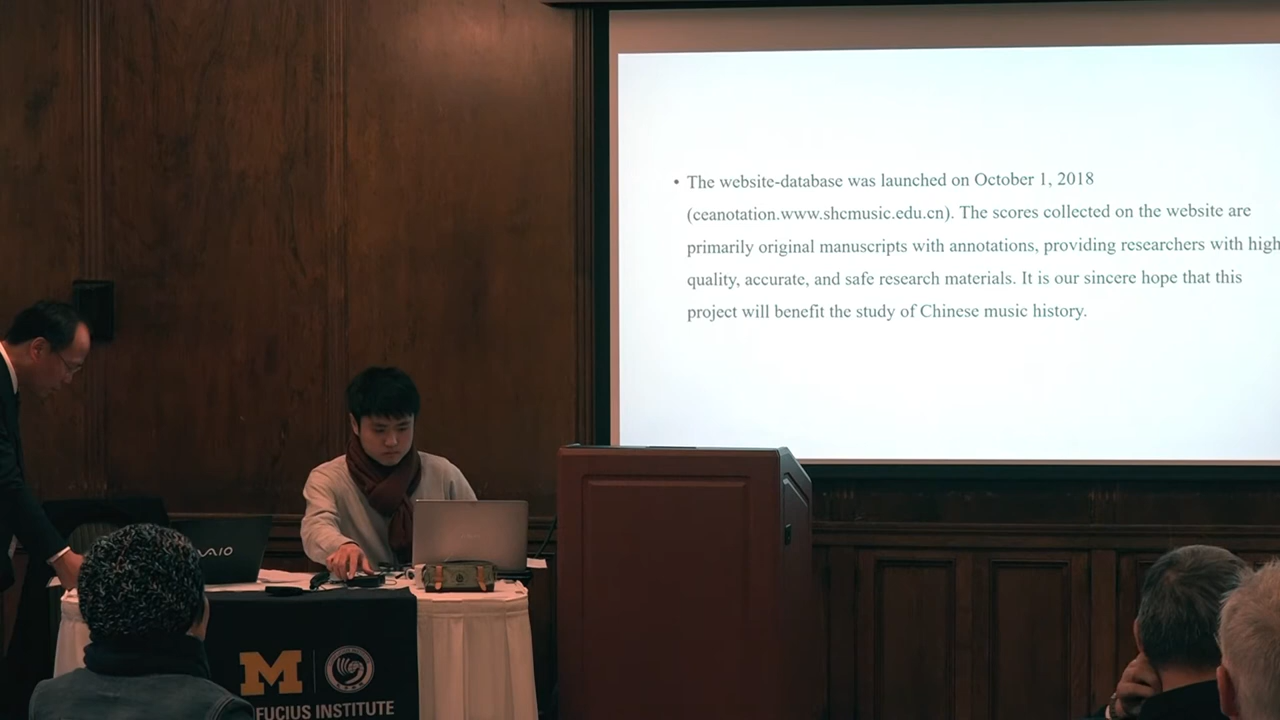 • The website-database was launched on October 1, 2018
(ceanotation.www.shcmusic.edu.cn). The scores collected on the website are
primarily original manuscripts with annotations, providing researchers with high
quality, accurate, and safe research materials. It is our sincere hope that this
project will benefit the study of Chinese music history.
VAIO
M
FUCIUS INSTITUTE